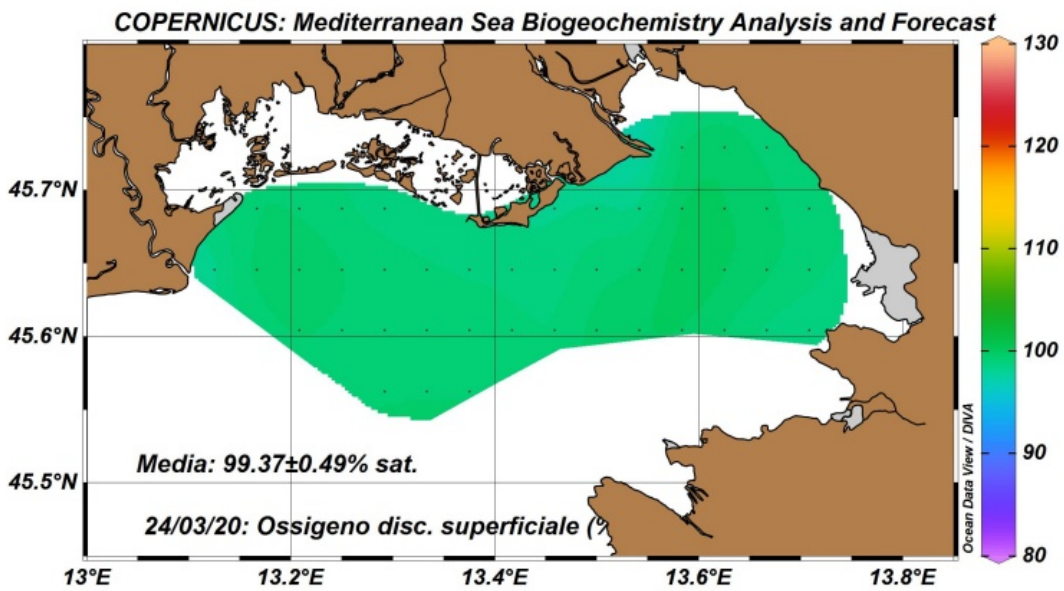 COPERNICUS: Mediterranean Sea Biogeochemistry Analysis and Forecast
130
120
110
100
90
80
45.7°N
45.6°N
45.5°N
Media: 99.37±0.49% sat.
24/03/20: Ossigeno disc. superficiale (%
13°E
13.2°E
13.4°E
13.6°E
13.8°E
Ocean Data View / DIVA